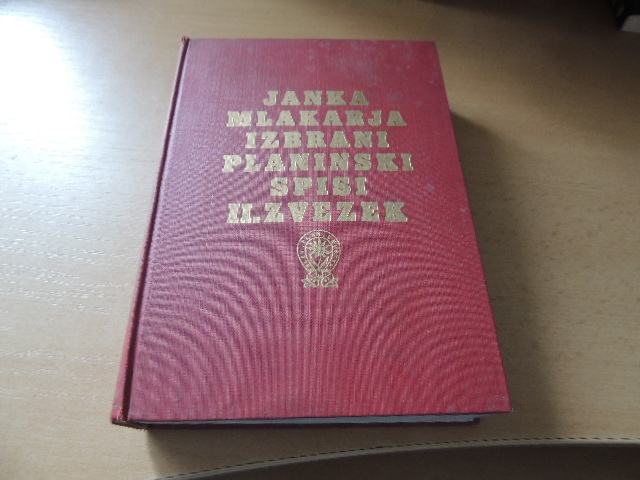 JANKA
MLAKARJA
IZBRANI
PLANINSKI
SPISI
II.ZVEZEK